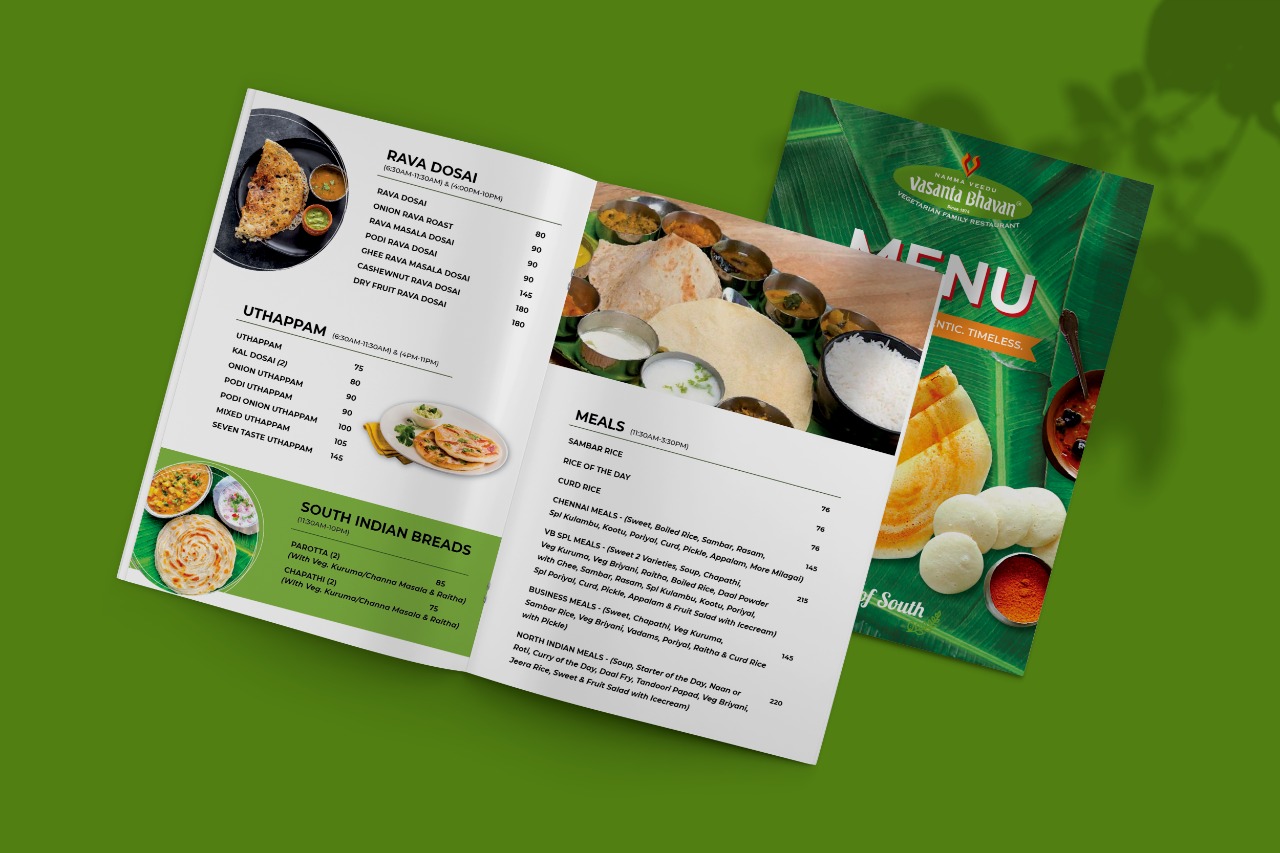 RAVA DOSAI
(6:30AM-11:30AM) & (4:00PM-10PM)
RAVA DOSAI 80
ONION RAVA ROAST 90
RAVA MASALA DOSAI 90
PODI RAVA DOSAI 90
GHEE RAVA MASALA DOSAI 145
CASHEWNUT RAVA DOSAI 180
DRY FRUIT RAVA DOSAI 180
UTHAPPAM (6:30AM-11:30AM) & (4PM-11PM)
UTHAPPAM 75
KAL DOSAI (2) 80
ONION UTHAPPAM 90
PODI UTHAPPAM 90
PODI ONION UTHAPPAM 100
MIXED UTHAPPAM 105
SEVEN TASTE UTHAPPAM 145
SOUTH INDIAN BREADS
(11:30AM-10PM)
PAROTTA (2) 85
(With Veg. Kuruma/Channa Masala & Raitha)
CHAPATHI (2) 75
(With Veg. Kuruma/Channa Masala & Raitha)
MEALS (11:30AM-3:30PM)
SAMBAR RICE 76
RICE OF THE DAY 76
CURD RICE 76
CHENNAI MEALS - (Sweet, Boiled Rice, Sambar, Rasam, 145
Spl Kulambu, Kootu, Poriyal, Curd, Pickle, Appalam, More Milagai)
VB SPL MEALS - (Sweet 2 Varieties, Soup, Chapathi, 215
Veg Kuruma, Veg Briyani, Raitha, Boiled Rice, Daal Powder
with Ghee, Sambar, Rasam, Spl Kulambu, Kootu, Poriyal,
Spl Poriyal, Curd, Pickle, Appalam & Fruit Salad with Icecream)
BUSINESS MEALS - (Sweet, Chapathi, Veg Kuruma, 145
Sambar Rice, Veg Briyani, Vadams, Poriyal, Raitha & Curd Rice
with Pickle)
NORTH INDIAN MEALS - (Soup, Starter of the Day, Naan or 220
Roti, Curry of the Day, Daal Fry, Tandoori Papad, Veg Briyani,
Jeera Rice, Sweet & Fruit Salad with Icecream)
NAMMA VEEDU
Vasanta Bhavan
VEGETARIAN FAMILY RESTAURANT
MENU
NTIC. TIMELESS.
of South